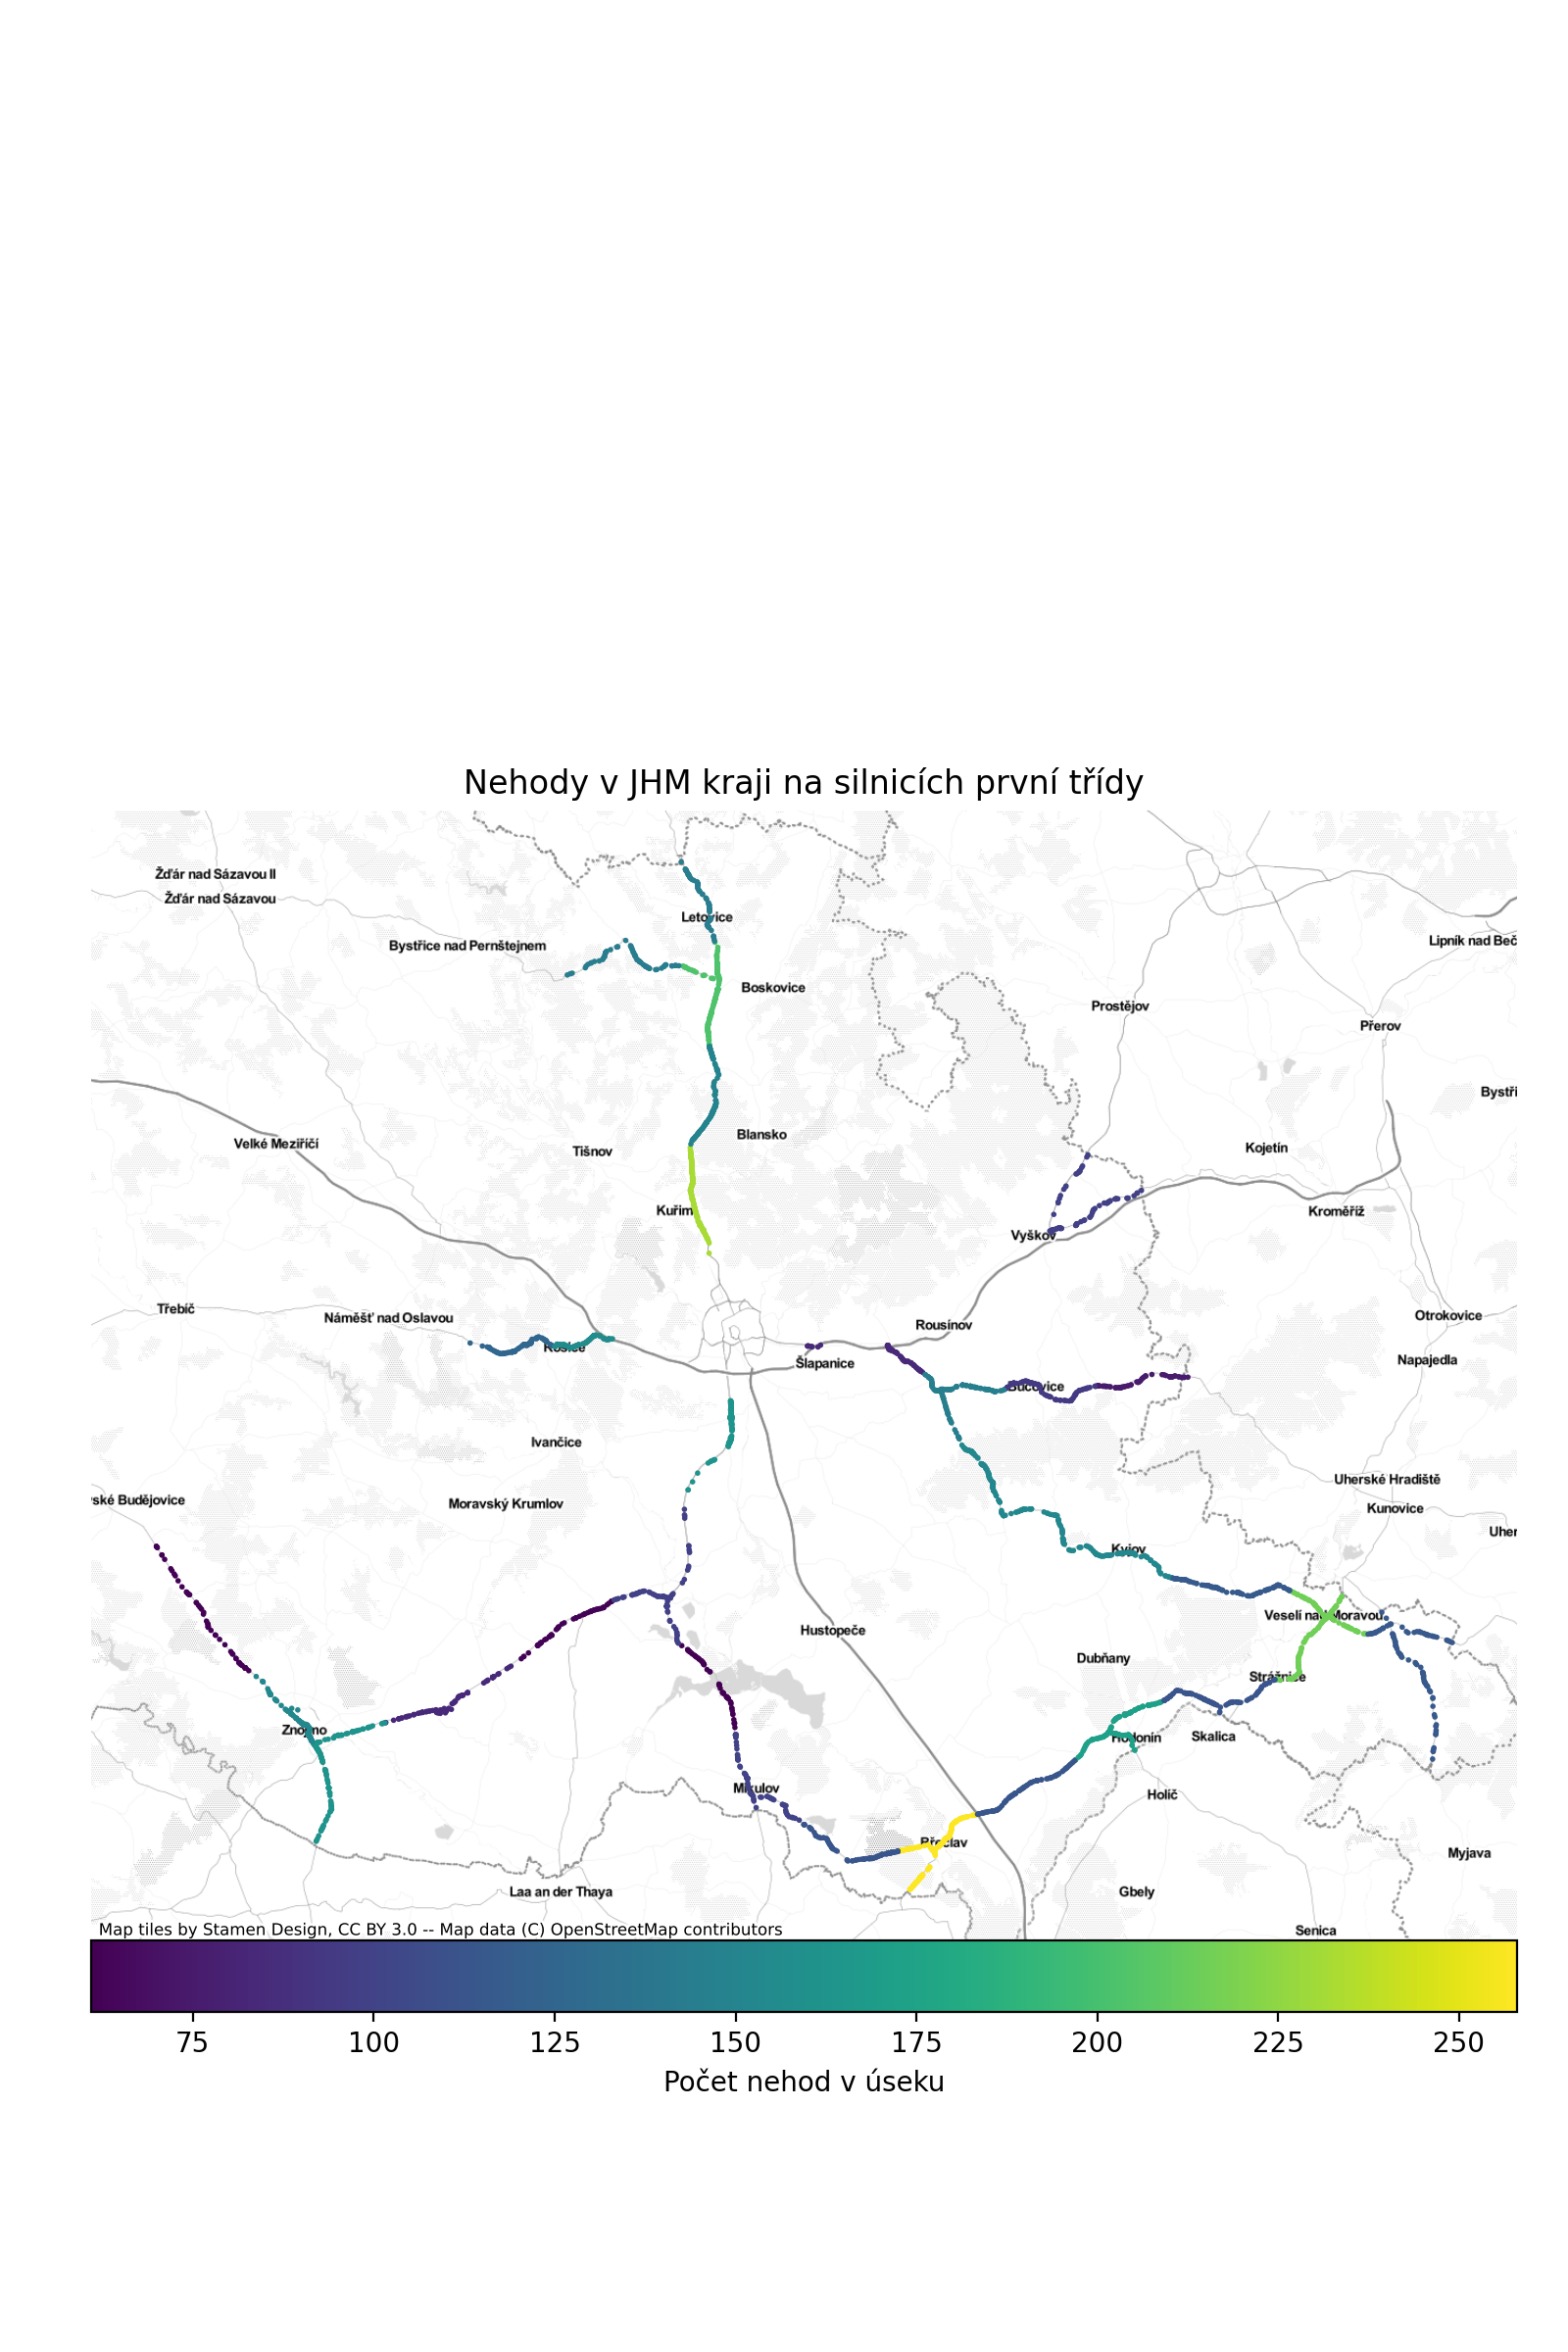 Nehody v JHM kraji na silnicích první třídy
Žďár nad Sázavou II
Žďár nad Sázavou
Letovice
Lipník nad Beč
Bystřice nad Pernštejnem
Boskovice
Prostějov
Přerov
Bystři
Blansko
Velké Meziříčí
Tišnov
Kojetín
Kuřim
Kroměříž
Vyškov
Třebíč
Náměšť nad Oslavou
Rousínov
Otrokovice
Rosice
Šlapanice
Napajedla
Bučovice
Ivančice
Uherské Hradiště
vské Budějovice
Moravský Krumlov
Kunovice
Uher
Kyjov
Veselí nad Moravou
Hustopeče
Dubňany
Strážnice
Znojmo
Hodonín
Skalica
Mikulov
Holíč
Břeclav
Myjava
Laa an der Thaya
Gbely
Senica
Map tiles by Stamen Design, CC BY 3.0 -- Map data (C) OpenStreetMap contributors
75 100 125 150 175 200 225 250
Počet nehod v úseku